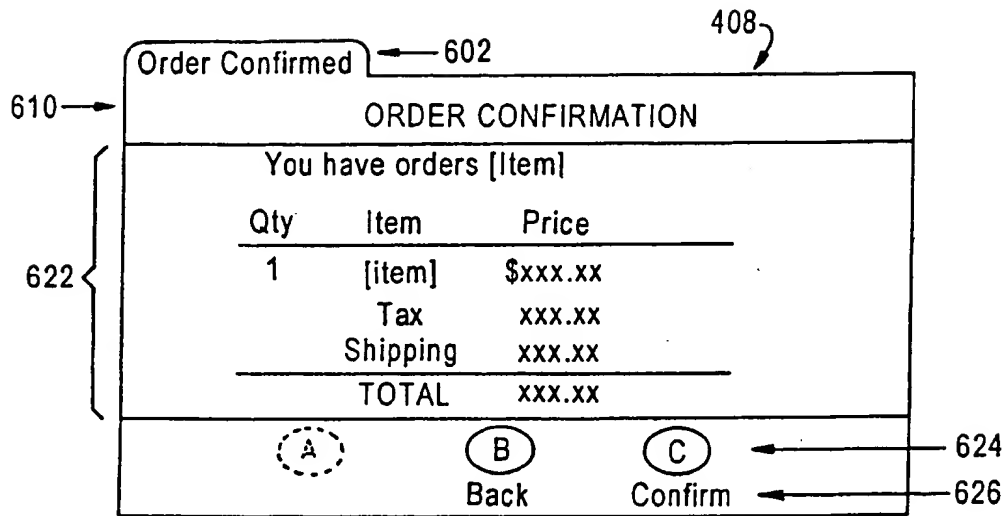 408
Order Confirmed 602
610 ORDER CONFIRMATION
You have orders [Item]
Qty Item Price
622 1 [item] $xxx.xx
Tax xxx.xx
Shipping xxx.xx
TOTAL xxx.xx
A B C 624
Back Confirm 626